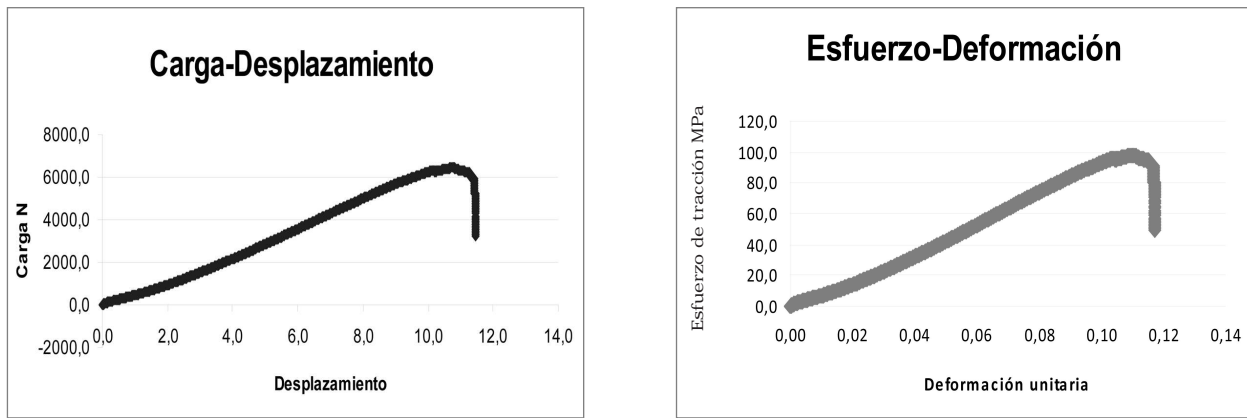 Carga-Desplazamiento
Carga N
8000,0
6000,0
4000,0
2000,0
0,0
-2000,0
0,0 2,0 4,0 6,0 8,0 10,0 12,0 14,0
Desplazamiento
Esfuerzo-Deformación
Esfuerzo de tracción MPa
120,0
100,0
80,0
60,0
40,0
20,0
0,0
0,00 0,02 0,04 0,06 0,08 0,10 0,12 0,14
Deformación unitaria